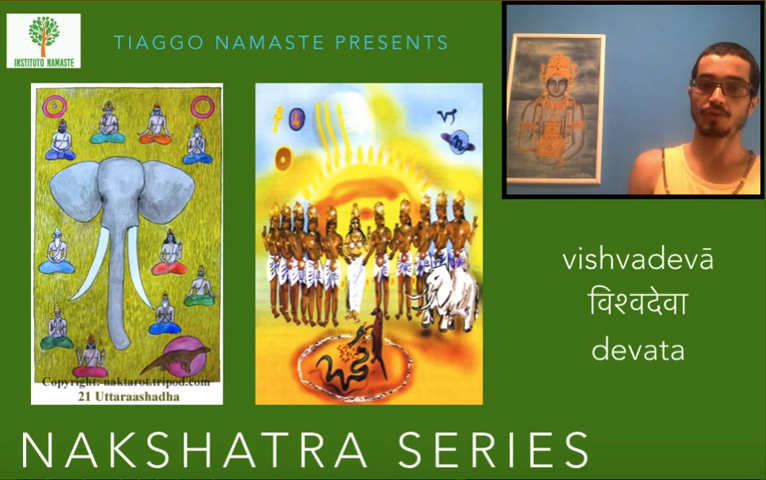 INSTITUTO NAMASTE
TIAGGO NAMASTE PRESENTS
Copyright: naktarot.tripod.com
21 Uttaraashadha
vishvadevā
विश्वदेवा
devata
NAKSHATRA SERIES